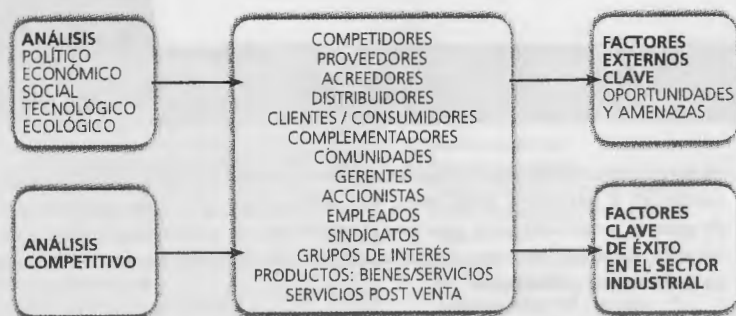 ANÁLISIS
POLÍTICO
ECONÓMICO
SOCIAL
TECNOLÓGICO
ECOLÓGICO
ANÁLISIS
COMPETITIVO
COMPETIDORES
PROVEEDORES
ACREEDORES
DISTRIBUIDORES
CLIENTES / CONSUMIDORES
COMPLEMENTADORES
COMUNIDADES
GERENTES
ACCIONISTAS
EMPLEADOS
SINDICATOS
GRUPOS DE INTERÉS
PRODUCTOS: BIENES/SERVICIOS
SERVICIOS POST VENTA
FACTORES
EXTERNOS
CLAVE
OPORTUNIDADES
Y AMENAZAS
FACTORES
CLAVE
DE ÉXITO
EN EL SECTOR
INDUSTRIAL